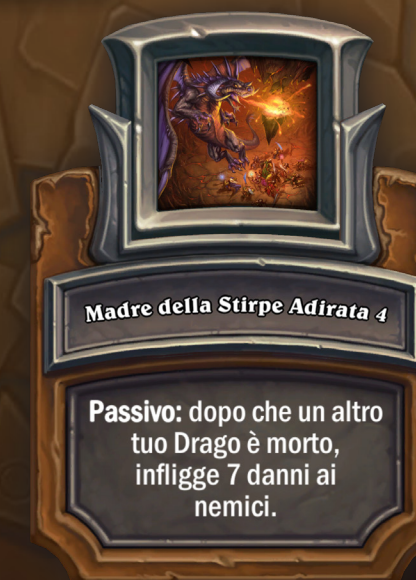 Madre della Stirpe Adirata 4
Passivo: dopo che un altro
tuo Drago è morto,
infligge 7 danni ai
nemici.